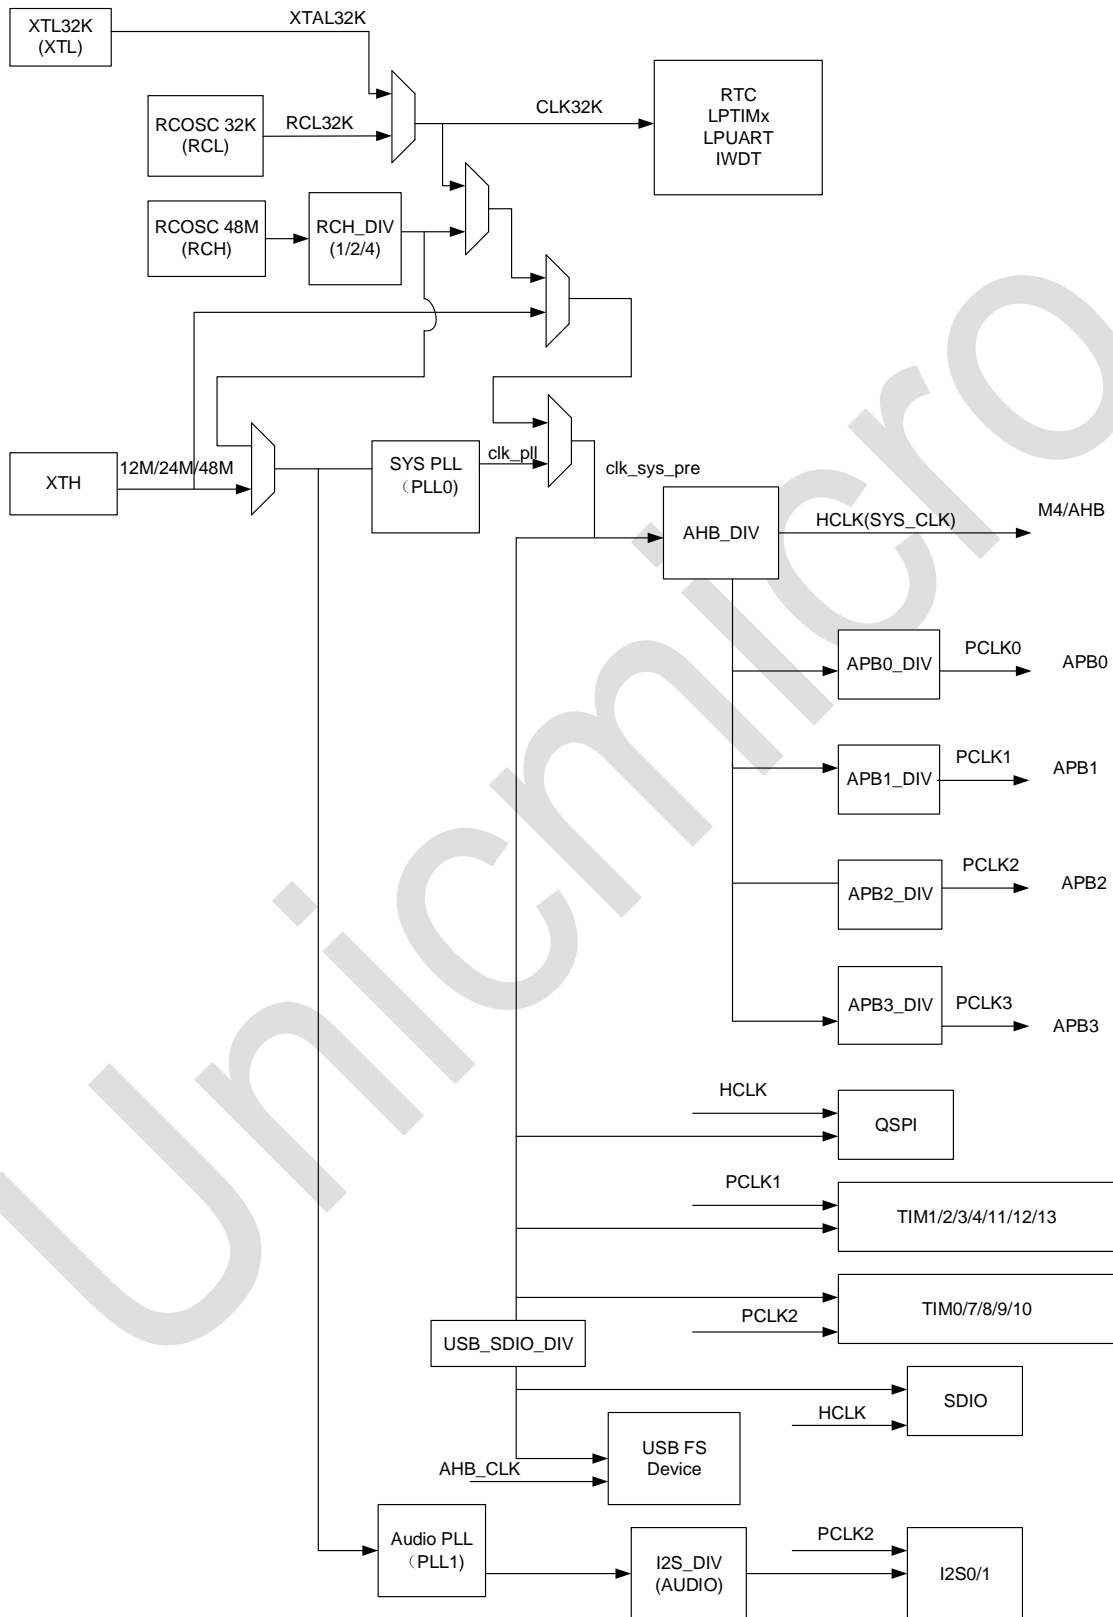 XTL32K
(XTL)
XTAL32K
RCOSC 32K
(RCL)
RCL32K
CLK32K
RTC
LPTIMx
LPUART
IWDT
RCOSC 48M
(RCH)
RCH_DIV
(1/2/4)
XTH
12M/24M/48M
SYS PLL
（PLL0)
clk_pll
clk_sys_pre
AHB_DIV
HCLK(SYS_CLK)
M4/AHB
APB0_DIV
PCLK0
APB0
APB1_DIV
PCLK1
APB1
APB2_DIV
PCLK2
APB2
APB3_DIV
PCLK3
APB3
HCLK
QSPI
PCLK1
TIM1/2/3/4/11/12/13
TIM0/7/8/9/10
PCLK2
USB_SDIO_DIV
SDIO
HCLK
USB FS
Device
AHB_CLK
Audio PLL
（PLL1)
I2S_DIV
(AUDIO)
PCLK2
I2S0/1
Unicmicro